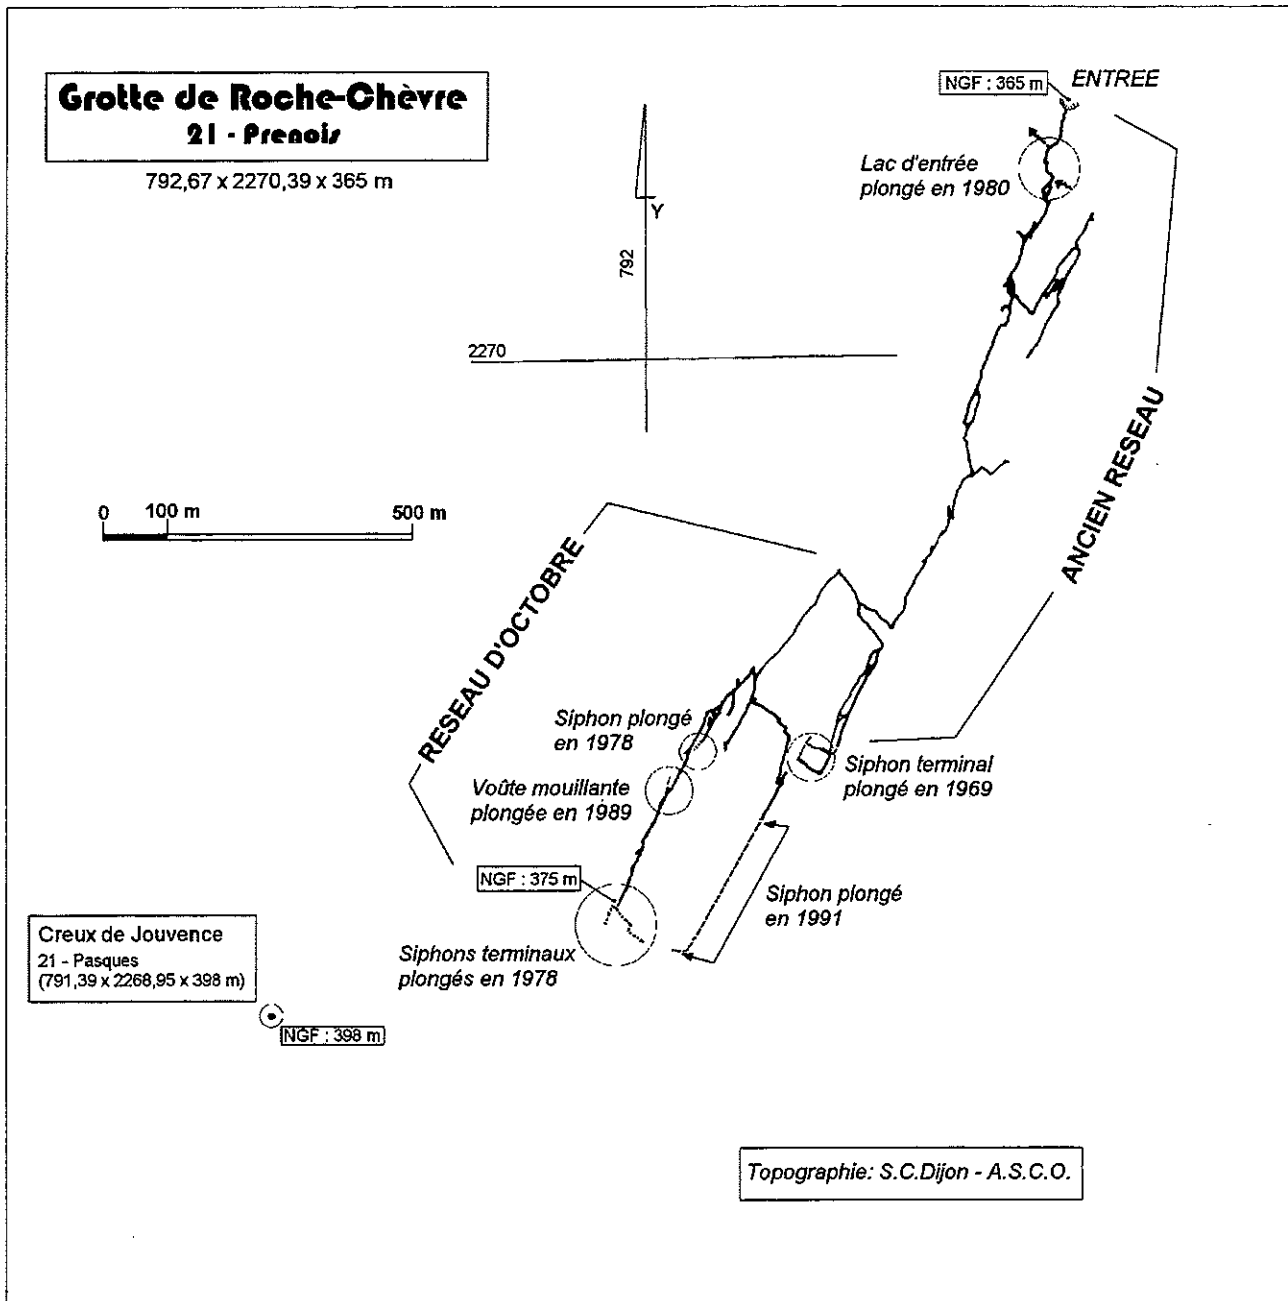 Grotte de Roche-Chèvre
21 - Prenois
792,67 x 2270,39 x 365 m
NGF : 365 m
ENTREE
Lac d'entrée
plongé en 1980
Y
792
2270
0
100 m
500 m
ANCIEN RESEAU
RESEAU D'OCTOBRE
Siphon plongé
en 1978
Voûte mouillante
plongée en 1989
Siphon terminal
plongé en 1969
NGF : 375 m
Siphon plongé
en 1991
Siphons terminaux
plongés en 1978
Creux de Jouvence
21 - Pasques
(791,39 x 2268,95 x 398 m)
NGF : 398 m
Topographie: S.C.Dijon - A.S.C.O.